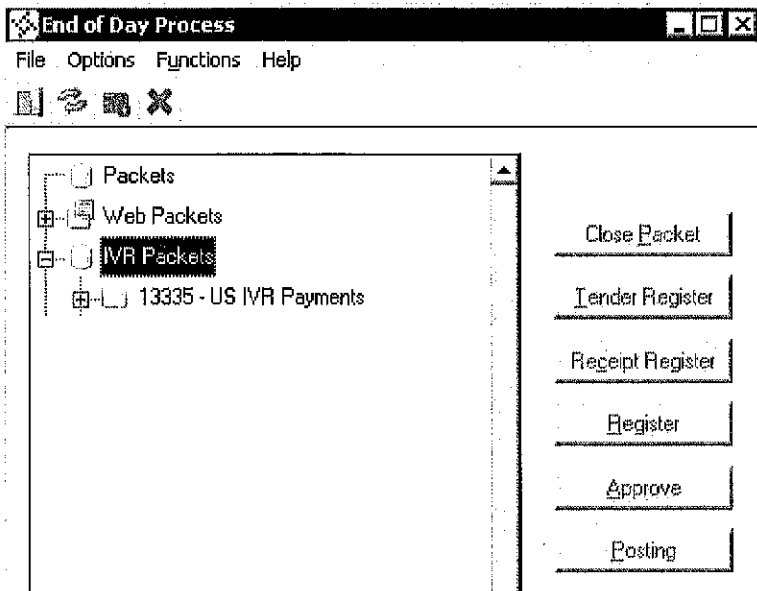 End of Day Process
File Options Functions Help
Packets
Web Packets
IVR Packets
13335 - US IVR Payments
Close Packet
Tender Register
Receipt Register
Register
Approve
Posting